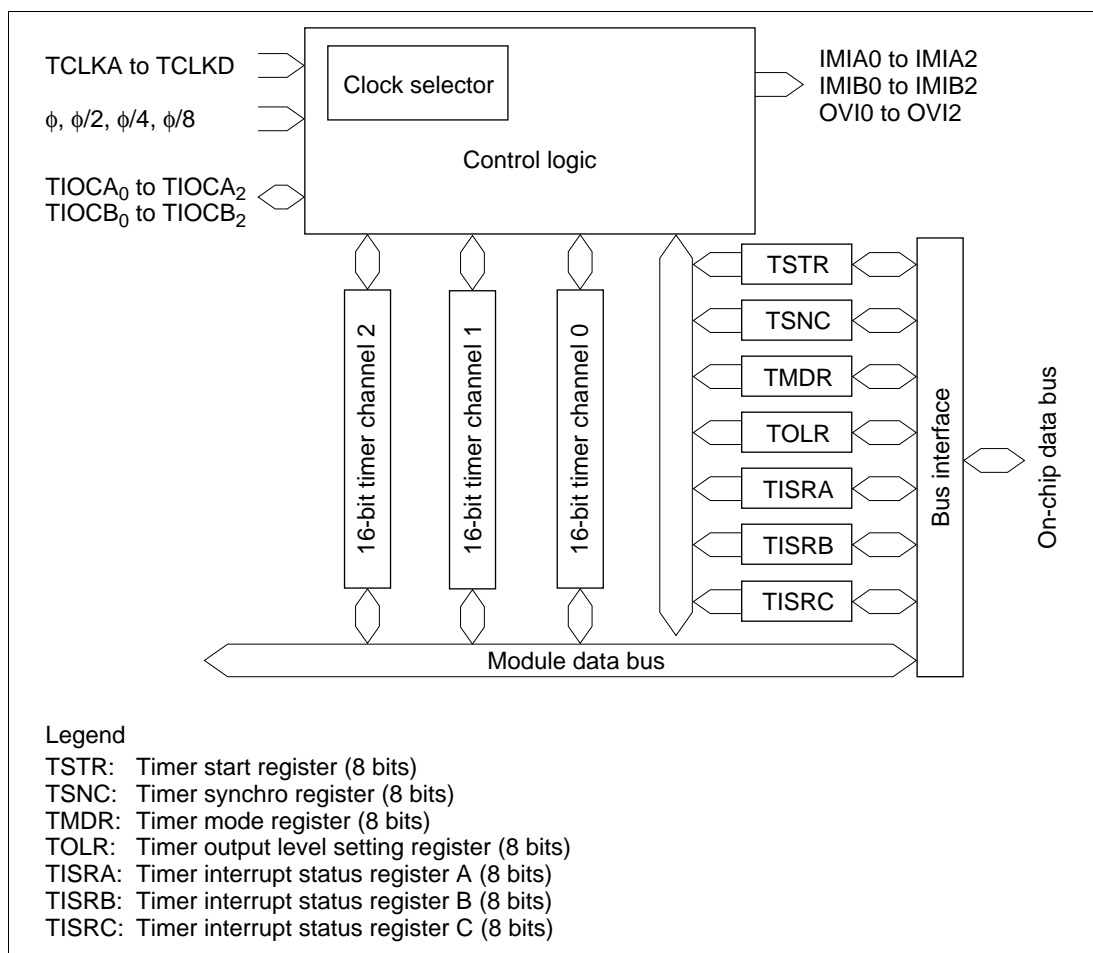 TCLKA to TCLKD
ϕ, ϕ/2, ϕ/4, ϕ/8
TIOCA0 to TIOCA2
TIOCB0 to TIOCB2
Clock selector
Control logic
IMIA0 to IMIA2
IMIB0 to IMIB2
OVI0 to OVI2
16-bit timer channel 2
16-bit timer channel 1
16-bit timer channel 0
TSTR
TSNC
TMDR
TOLR
TISRA
TISRB
TISRC
Bus interface
On-chip data bus
Module data bus
Legend
TSTR: Timer start register (8 bits)
TSNC: Timer synchro register (8 bits)
TMDR: Timer mode register (8 bits)
TOLR: Timer output level setting register (8 bits)
TISRA: Timer interrupt status register A (8 bits)
TISRB: Timer interrupt status register B (8 bits)
TISRC: Timer interrupt status register C (8 bits)